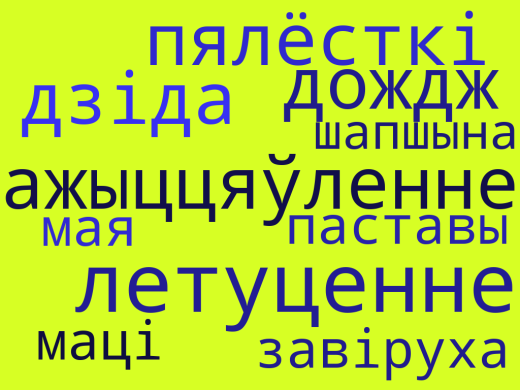 пялёсткі
дзіда дождж
шапшына
ажыццяўленне
мая паставы
летуценне
маці завіруха